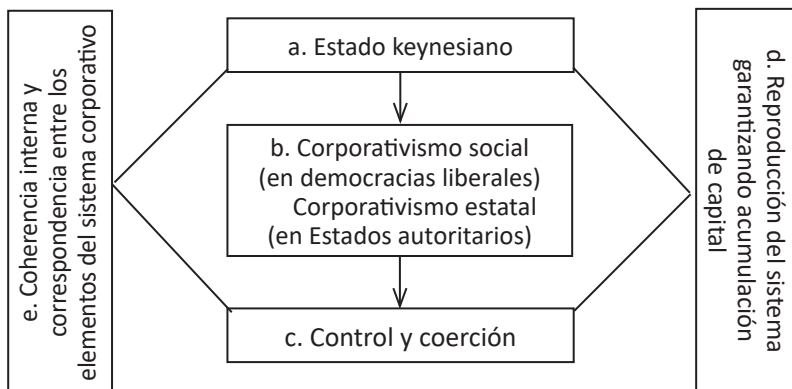 e. Coherencia interna y
correspondencia entre los
elementos del sistema corporativo
a. Estado keynesiano
b. Corporativismo social
(en democracias liberales)
Corporativismo estatal
(en Estados autoritarios)
c. Control y coerción
d. Reproducción del sistema
garantizando acumulación
de capital